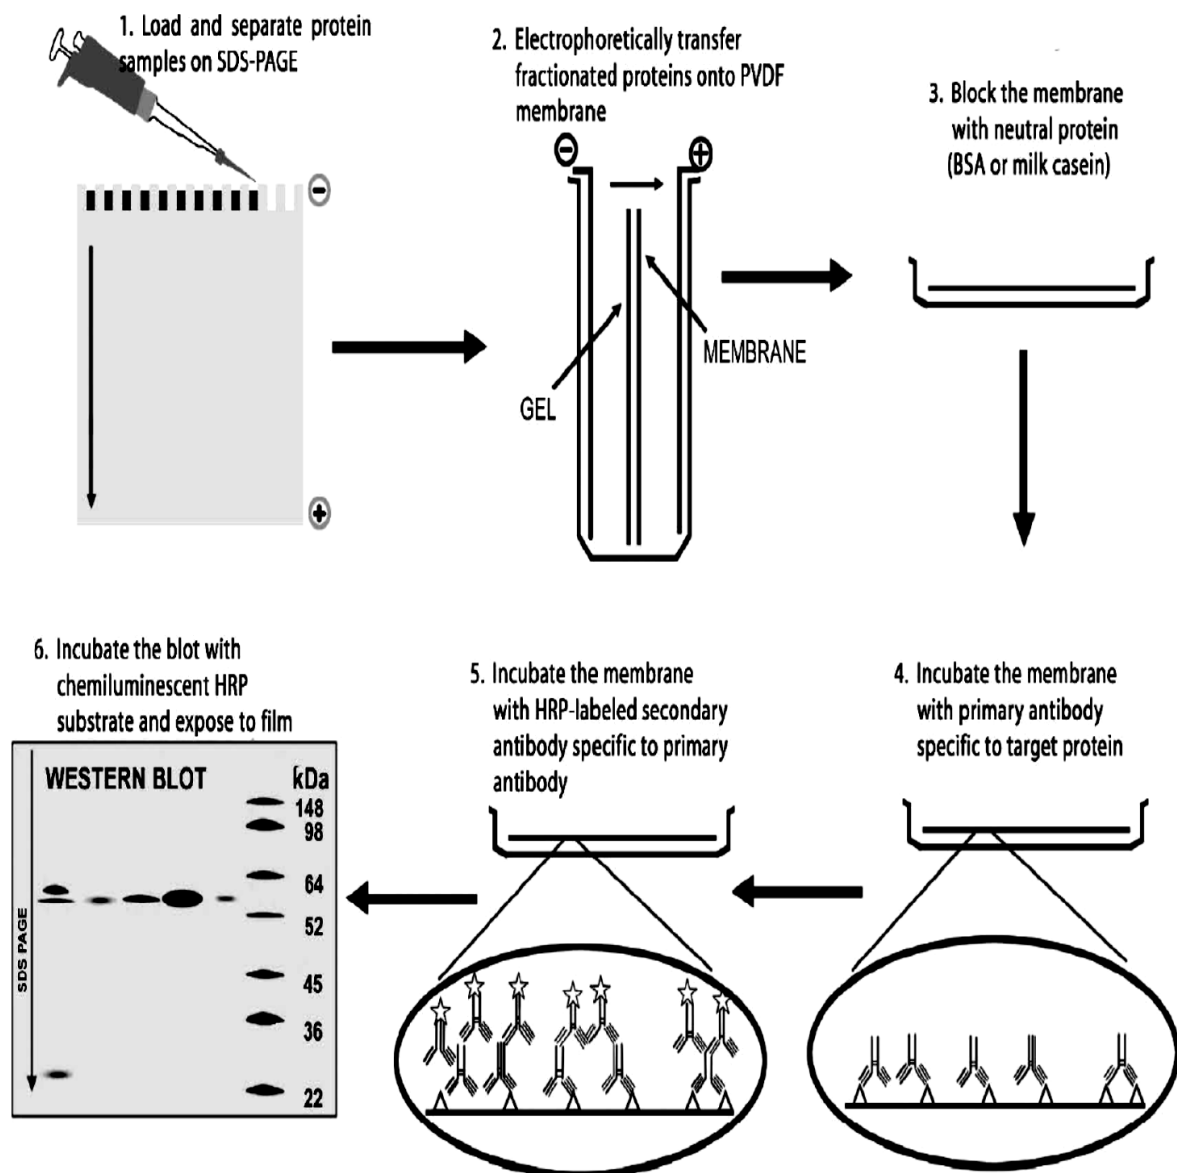 1. Load and separate protein
samples on SDS-PAGE
2. Electrophoretically transfer
fractionated proteins onto PVDF
membrane
3. Block the membrane
with neutral protein
(BSA or milk casein)
MEMBRANE
GEL
4. Incubate the membrane
with primary antibody
specific to target protein
5. Incubate the membrane
with HRP-labeled secondary
antibody specific to primary
antibody
6. Incubate the blot with
chemiluminescent HRP
substrate and expose to film
WESTERN BLOT
kDa
148
98
64
52
45
36
22
SDS PAGE